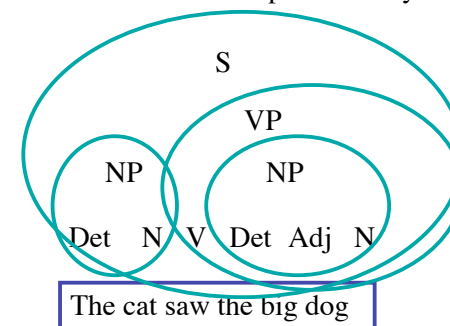 S
VP
NP NP
Det N V Det Adj N
The cat saw the big dog